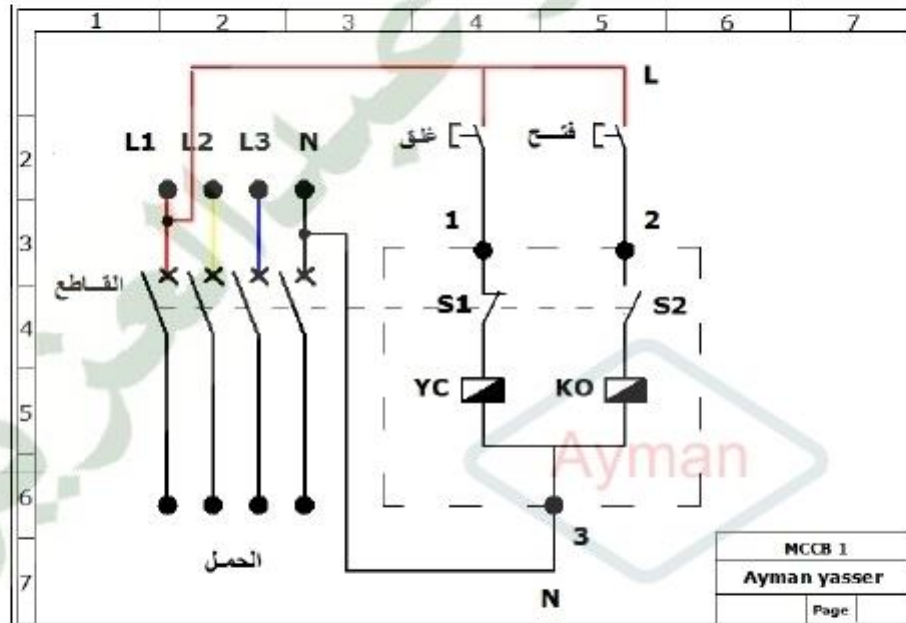 1 2 3 4 5 6 7
L
L1 L2 L3 N
غلق
فتح
2
1 2
3
القاطع
S1 S2
4
YC KO
5
Ayman
6
3
الحمل
N
7
MCCB 1
Ayman yasser
Page